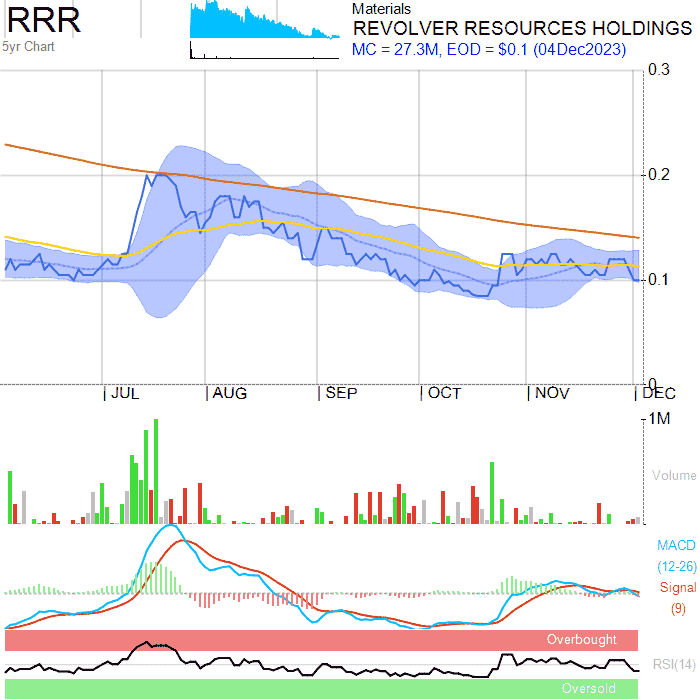 RRR
5yr Chart
Materials
REVOLVER RESOURCES HOLDINGS
MC = 27.3M, EOD = $0.1 (04Dec2023)
0.3
0.2
0.1
0
JUL
AUG
SEP
OCT
NOV
DEC
1M
Volume
MACD
(12-26)
Signal
(9)
Overbought
RSI(14)
Oversold